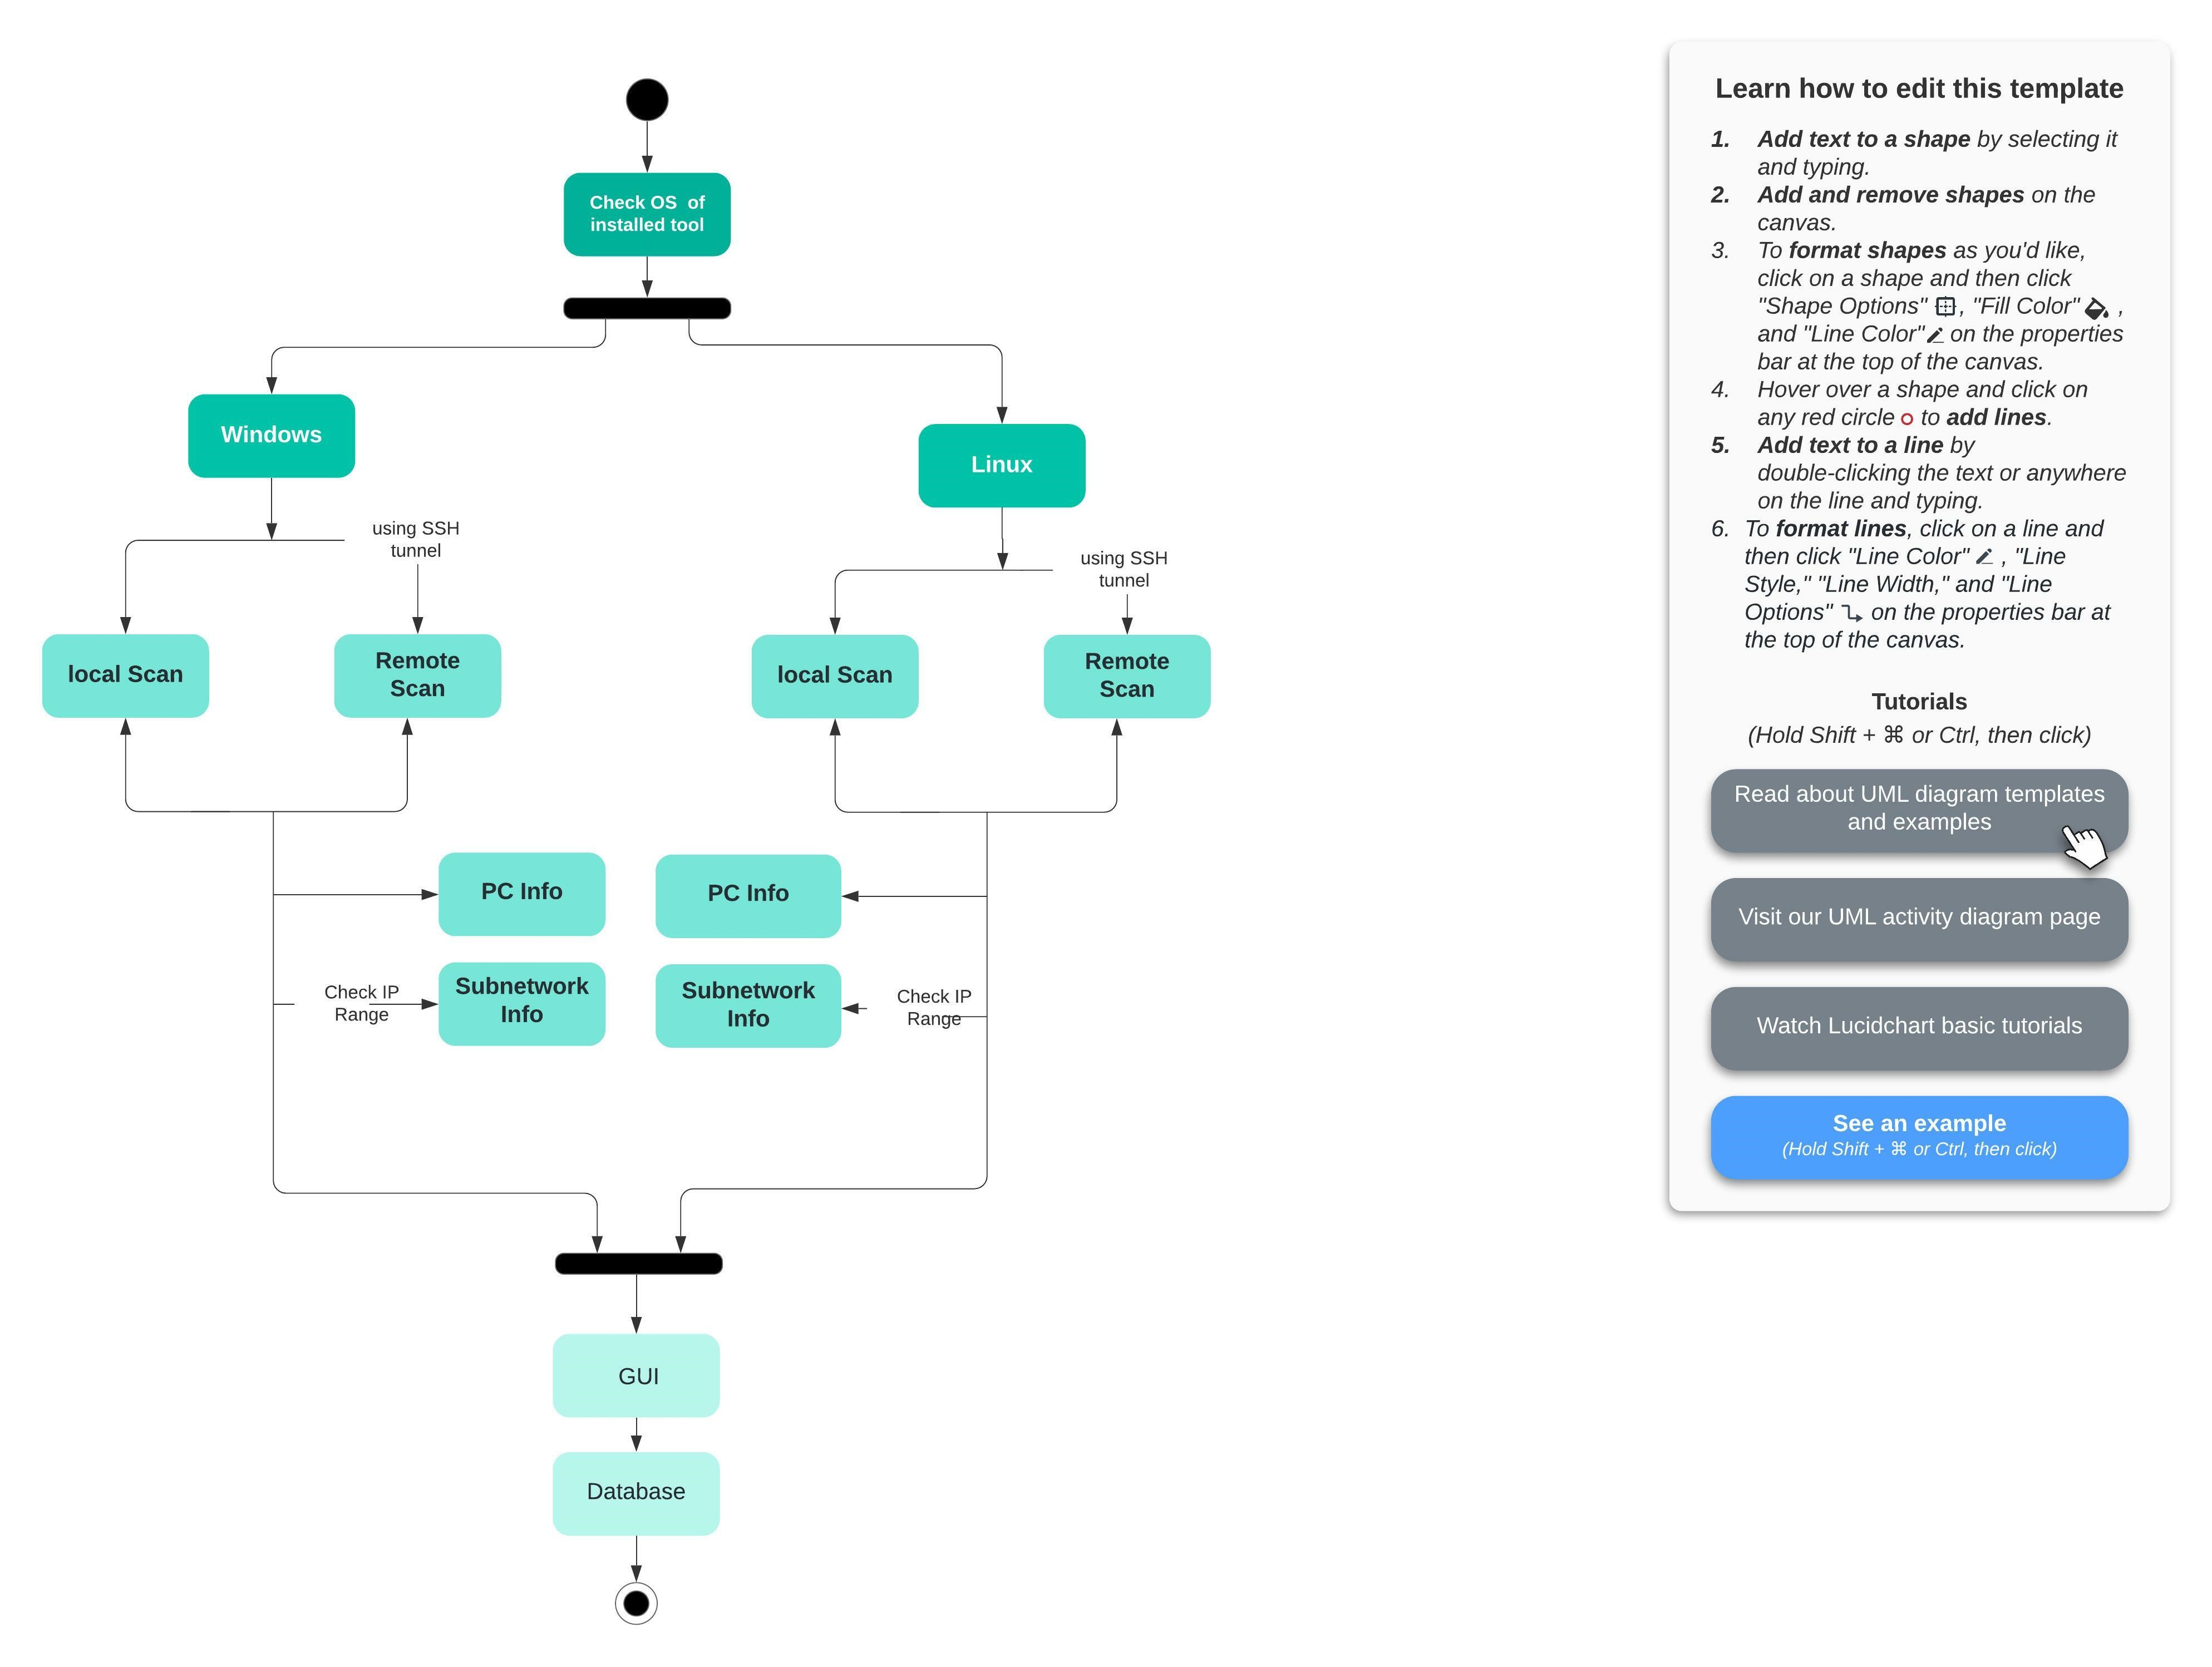 Check OS  of
installed tool
Windows
Linux
using SSH
tunnel
using SSH
tunnel
local Scan
Remote
Scan
local Scan
Remote
Scan
PC Info
PC Info
Check IP
Range
Subnetwork
Info
Subnetwork
Info
Check IP
Range
GUI
Database
Learn how to edit this template
1. Add text to a shape by selecting it
and typing.
2. Add and remove shapes on the
canvas.
3. To format shapes as you'd like,
click on a shape and then click
"Shape Options" , "Fill Color" ,
and "Line Color" on the properties
bar at the top of the canvas.
4. Hover over a shape and click on
any red circle to add lines.
5. Add text to a line by
double-clicking the text or anywhere
on the line and typing.
6. To format lines, click on a line and
then click "Line Color" , "Line
Style," "Line Width," and "Line
Options" on the properties bar at
the top of the canvas.
Tutorials
(Hold Shift + ⌘ or Ctrl, then click)
Read about UML diagram templates
and examples
Visit our UML activity diagram page
Watch Lucidchart basic tutorials
See an example
(Hold Shift + ⌘ or Ctrl, then click)